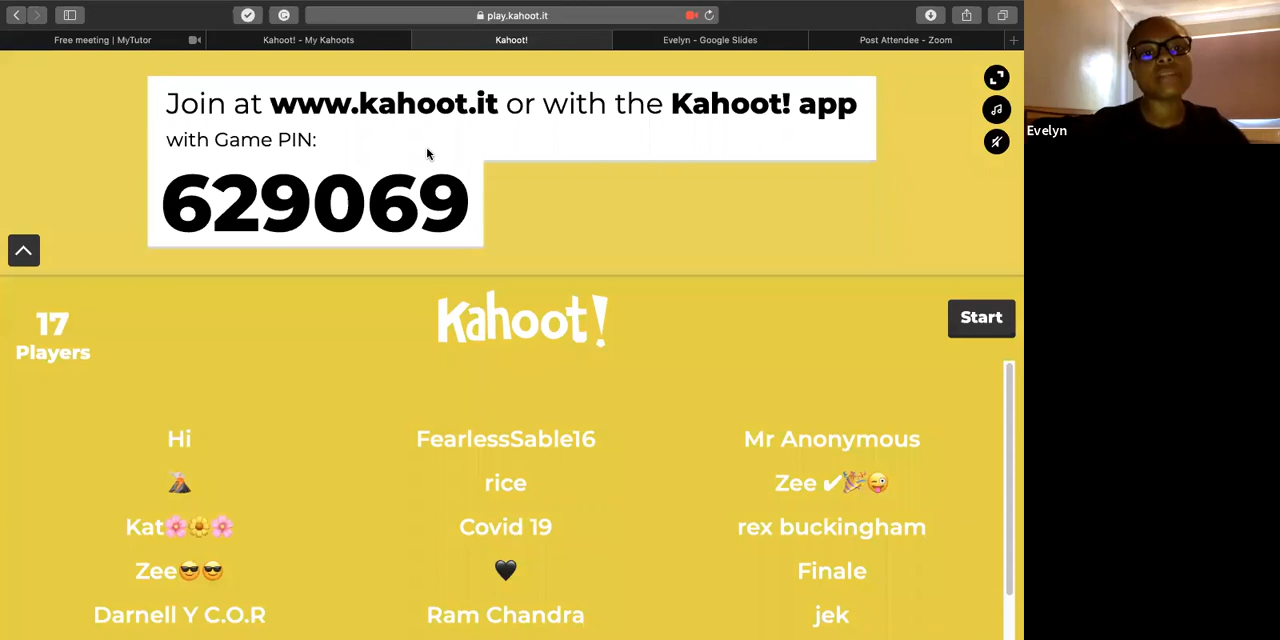 play.kahoot.it
Free meeting | MyTutor
Kahoot! - My Kahoots
Kahoot!
Evelyn - Google Slides
Post Attendee - Zoom
Join at www.kahoot.it or with the Kahoot! app
with Game PIN:
629069
Evelyn
17
Players
Kahoot!
Start
Hi
FearlessSable16
Mr Anonymous
🌋
rice
Zee ✔🎉😜
Kat🌸🌼🌸
Covid 19
rex buckingham
Zee😎😎
🖤
Finale
Darnell Y C.O.R
Ram Chandra
jek